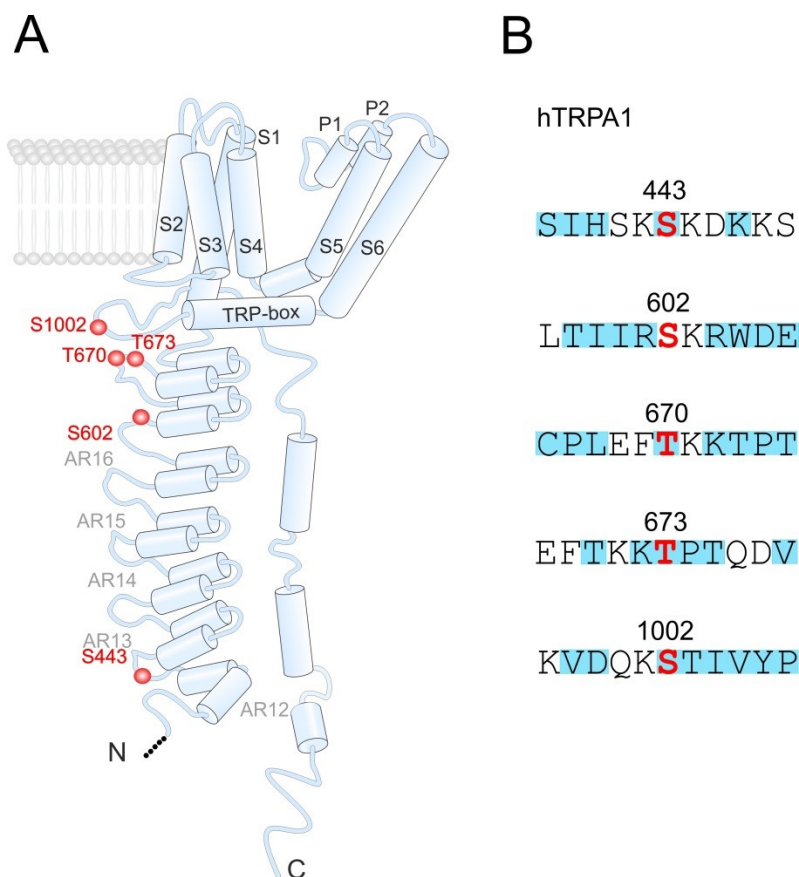 A
S1
S2
S3
S4
P1
P2
S5
S6
TRP-box
S1002
T673
T670
S602
AR16
AR15
AR14
AR13
S443
AR12
N
C
B
hTRPA1
443
SIHSKSKDKKS
602
LTIIRSKRWDE
670
CPLEFTKKTPT
673
EFTKKTPTQDV
1002
KVDQKSTIVYP